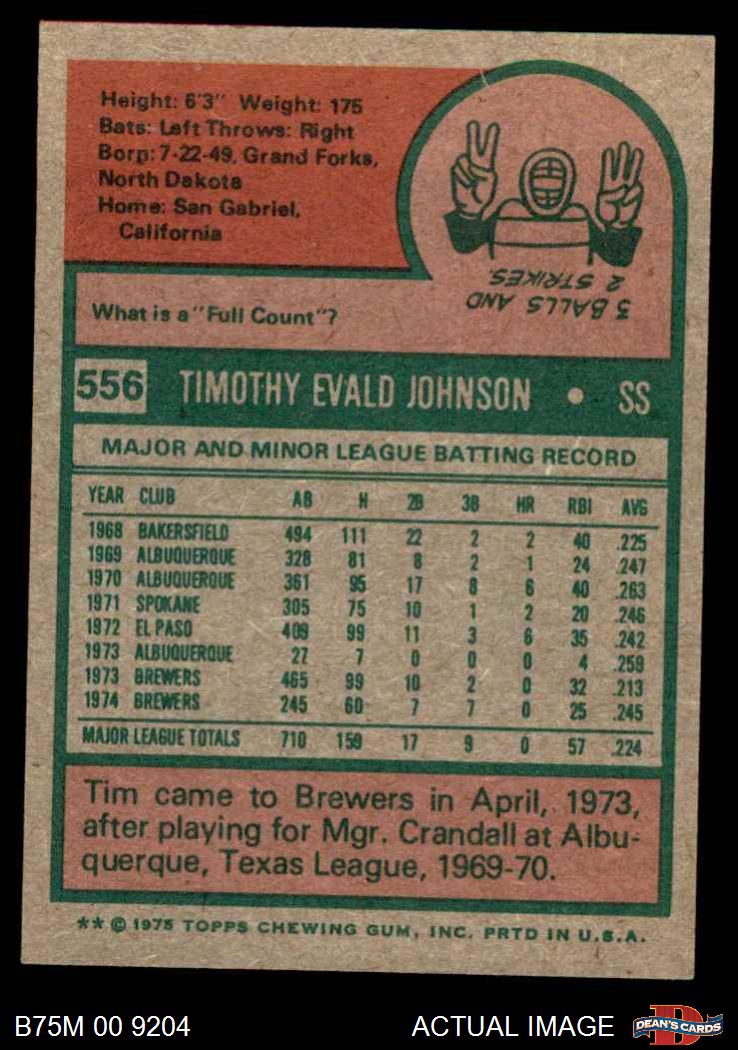 Height: 6'3" Weight: 175
Bats: Left Throws: Right
Born: 7-22-49, Grand Forks,
North Dakota
Home: San Gabriel,
California
What is a "Full Count"?
3 BALLS AND
2 STRIKES.
556 TIMOTHY EVALD JOHNSON • SS
MAJOR AND MINOR LEAGUE BATTING RECORD
YEAR CLUB AB H 2B 3B HR RBI AVG
1968 BAKERSFIELD 494 111 22 2 2 40 .225
1969 ALBUQUERQUE 328 81 8 2 1 24 .247
1970 ALBUQUERQUE 361 95 17 8 6 40 .263
1971 SPOKANE 305 75 10 1 2 20 .246
1972 EL PASO 409 99 11 3 6 35 .242
1973 ALBUQUERQUE 27 7 0 0 0 4 .259
1973 BREWERS 465 99 10 2 0 32 .213
1974 BREWERS 245 60 7 7 0 25 .245
MAJOR LEAGUE TOTALS 710 159 17 9 0 57 .224
Tim came to Brewers in April, 1973,
after playing for Mgr. Crandall at Albu-
querque, Texas League, 1969-70.
** © 1975 TOPPS CHEWING GUM, INC. PRTD IN U.S.A.
B75M 00 9204 ACTUAL IMAGE
D
DEAN'S CARDS